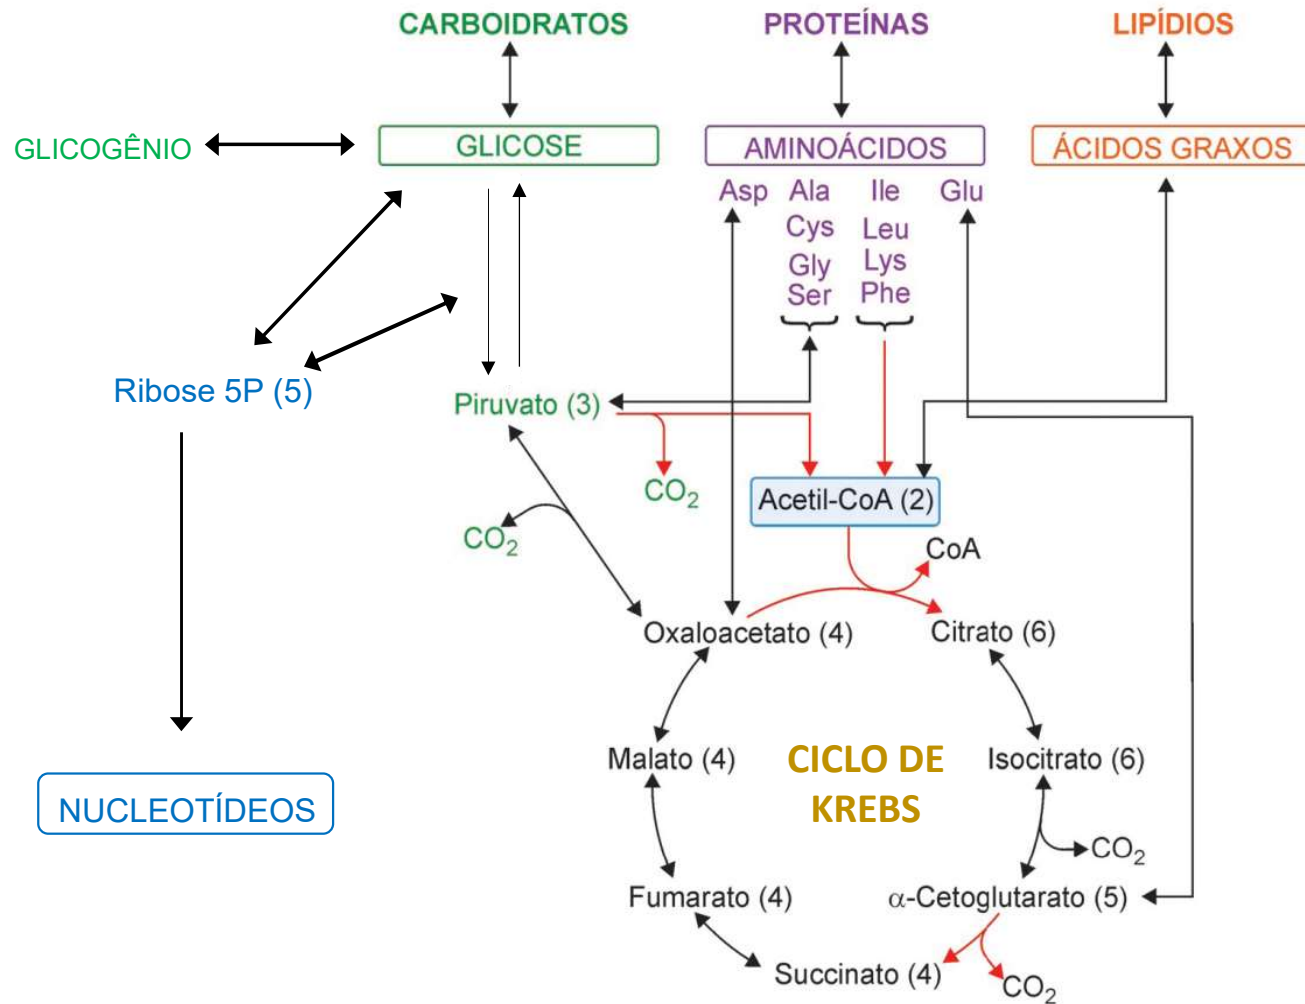 CARBOIDRATOS
PROTEÍNAS
LIPÍDIOS
GLICOGÊNIO
GLICOSE
AMINOÁCIDOS
ÁCIDOS GRAXOS
Asp
Ala
Ile
Glu
Cys
Leu
Gly
Lys
Ser
Phe
Ribose 5P (5)
Piruvato (3)
CO₂
Acetil-CoA (2)
CO₂
CoA
Oxaloacetato (4)
Citrato (6)
Malato (4)
CICLO DE
KREBS
Isocitrato (6)
NUCLEOTÍDEOS
CO₂
Fumarato (4)
α-Cetoglutarato (5)
Succinato (4)
CO₂